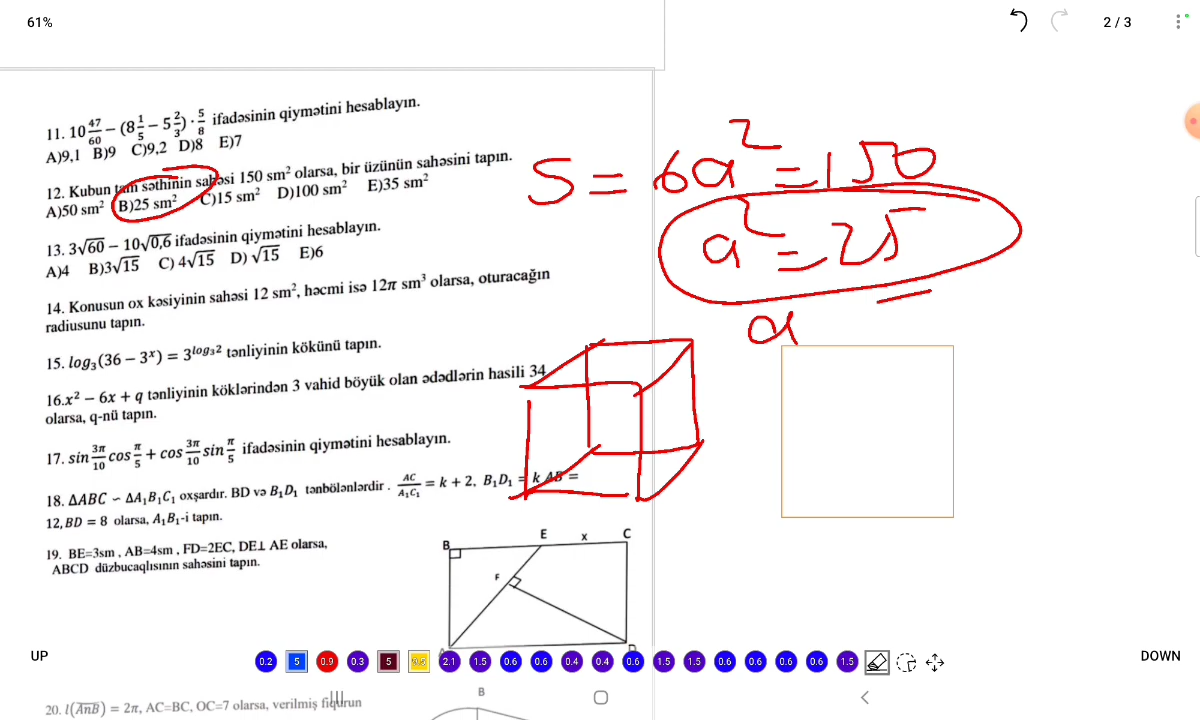 61%
2 / 3
11. 10 47/60 − (8 1/5 − 5 2/3) · 5/8 ifadəsinin qiymətini hesablayın.
A)9,1 B)9 C)9,2 D)8 E)7
12. Kubun tam səthinin sahəsi 150 sm² olarsa, bir üzünün sahəsini tapın.
A)50 sm² B)25 sm² C)15 sm² D)100 sm² E)35 sm²
13. 3√60 − 10√0,6 ifadəsinin qiymətini hesablayın.
A)4 B)3√15 C) 4√15 D) √15 E)6
14. Konusun ox kəsiyinin sahəsi 12 sm², həcmi isə 12π sm³ olarsa, oturacağın
radiusunu tapın.
15. log₃(36 − 3ˣ) = 3^log₃2 tənliyinin kökünü tapın.
16.x² − 6x + q tənliyinin köklərindən 3 vahid böyük olan ədədlərin hasili 34
olarsa, q-nü tapın.
17. sin 3π/10 cos π/5 + cos 3π/10 sin π/5 ifadəsinin qiymətini hesablayın.
18. ΔABC ∽ ΔA₁B₁C₁ oxşardır. BD və B₁D₁ tənbölənlərdir . AC/A₁C₁ = k + 2, B₁D₁ = k AB =
12, BD = 8 olarsa, A₁B₁-i tapın.
19. BE=3sm , AB=4sm , FD=2EC, DE⊥ AE olarsa,
ABCD düzbucaqlısının sahəsini tapın.
S = 6a² = 150
a² = 25
a
B E x C
F
D
UP
0.2 5 0.9 0.3 5 9.5 2.1 1.5 0.6 0.6 0.4 0.4 0.6 1.5 1.5 0.6 0.6 0.6 0.6 1.5
DOWN
20. l(AnB) = 2π, AC=BC, OC=7 olarsa, verilmiş fiqurun
B